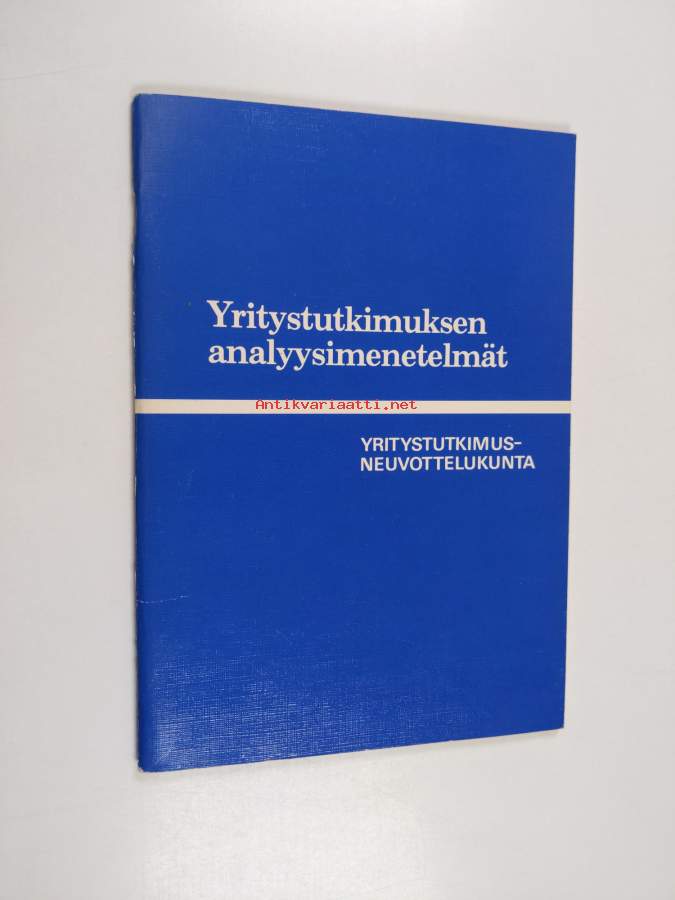 Yritystutkimuksen
analyysimenetelmät
Antikvariaatti.net
YRITYSTUTKIMUS-
NEUVOTTELUKUNTA